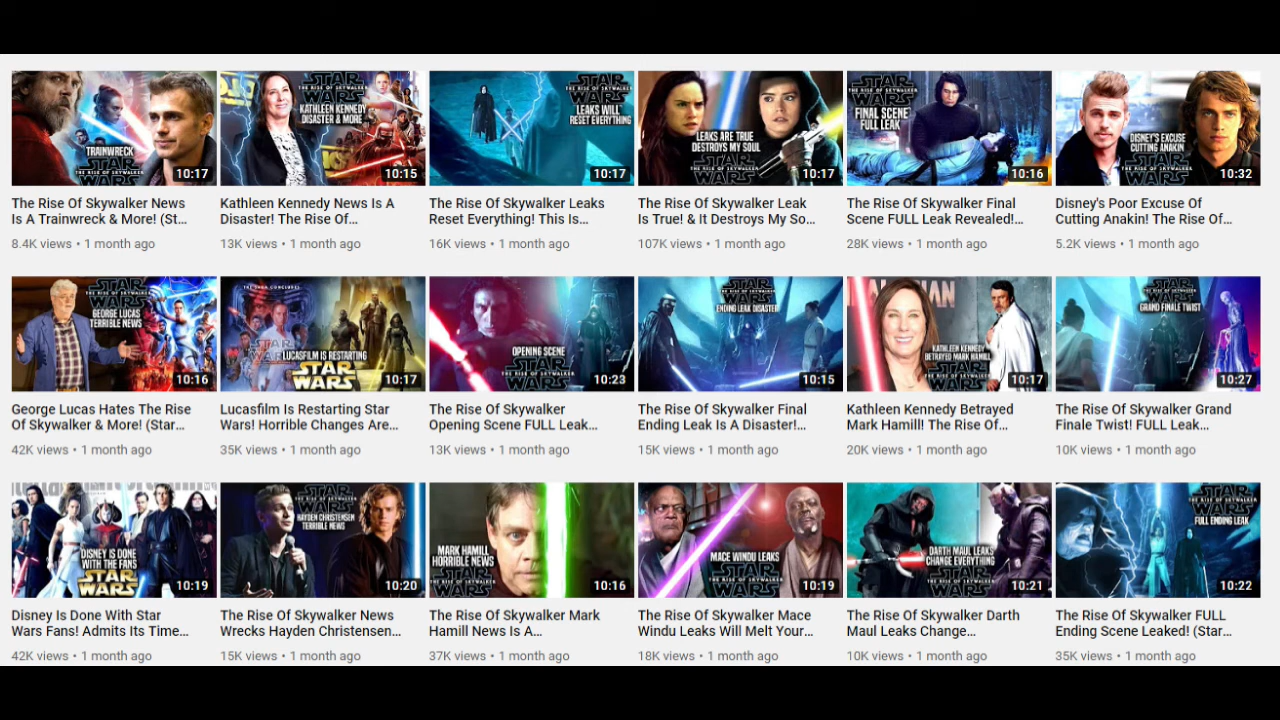 TRAINWRECK
STAR WARS
THE RISE OF SKYWALKER
10:17
STAR WARS
THE RISE OF SKYWALKER
KATHLEEN KENNEDY
DISASTER & MORE
10:15
STAR WARS
THE RISE OF SKYWALKER
LEAKS WILL
RESET EVERYTHING
10:17
LEAKS ARE TRUE
DESTROYS MY SOUL
STAR WARS
THE RISE OF SKYWALKER
10:17
STAR WARS
THE RISE OF SKYWALKER
FINAL SCENE
FULL LEAK
10:16
DISNEY'S EXCUSE
CUTTING ANAKIN
STAR WARS
THE RISE OF SKYWALKER
10:32
The Rise Of Skywalker News
Is A Trainwreck & More! (St...
8.4K views • 1 month ago
Kathleen Kennedy News Is A
Disaster! The Rise Of...
13K views • 1 month ago
The Rise Of Skywalker Leaks
Reset Everything! This Is...
16K views • 1 month ago
The Rise Of Skywalker Leak
Is True! & It Destroys My So...
107K views • 1 month ago
The Rise Of Skywalker Final
Scene FULL Leak Revealed!...
28K views • 1 month ago
Disney's Poor Excuse Of
Cutting Anakin! The Rise Of...
5.2K views • 1 month ago
STAR WARS
THE RISE OF SKYWALKER
GEORGE LUCAS
TERRIBLE NEWS
10:16
THE SAGA CONCLUDES
STAR WARS
LUCASFILM IS RESTARTING
STAR WARS
10:17
OPENING SCENE
STAR WARS
THE RISE OF SKYWALKER
10:23
STAR WARS
THE RISE OF SKYWALKER
ENDING LEAK DISASTER
10:15
KATHLEEN KENNEDY
BETRAYED MARK HAMILL
STAR WARS
THE RISE OF SKYWALKER
10:17
STAR WARS
THE RISE OF SKYWALKER
GRAND FINALE TWIST
10:27
George Lucas Hates The Rise
Of Skywalker & More! (Star...
42K views • 1 month ago
Lucasfilm Is Restarting Star
Wars! Horrible Changes Are...
35K views • 1 month ago
The Rise Of Skywalker
Opening Scene FULL Leak...
13K views • 1 month ago
The Rise Of Skywalker Final
Ending Leak Is A Disaster!...
15K views • 1 month ago
Kathleen Kennedy Betrayed
Mark Hamill! The Rise Of...
20K views • 1 month ago
The Rise Of Skywalker Grand
Finale Twist! FULL Leak...
10K views • 1 month ago
DISNEY IS DONE
WITH THE FANS
STAR WARS
10:19
STAR WARS
THE RISE OF SKYWALKER
HAYDEN CHRISTENSEN
TERRIBLE NEWS
10:20
MARK HAMILL
HORRIBLE NEWS
STAR WARS
THE RISE OF SKYWALKER
10:16
MACE WINDU LEAKS
STAR WARS
THE RISE OF SKYWALKER
10:19
DARTH MAUL LEAKS
CHANGE EVERYTHING
STAR WARS
THE RISE OF SKYWALKER
10:21
STAR WARS
THE RISE OF SKYWALKER
FULL ENDING LEAK
10:22
Disney Is Done With Star
Wars Fans! Admits Its Time...
42K views • 1 month ago
The Rise Of Skywalker News
Wrecks Hayden Christensen...
15K views • 1 month ago
The Rise Of Skywalker Mark
Hamill News Is A...
37K views • 1 month ago
The Rise Of Skywalker Mace
Windu Leaks Will Melt Your...
18K views • 1 month ago
The Rise Of Skywalker Darth
Maul Leaks Change...
10K views • 1 month ago
The Rise Of Skywalker FULL
Ending Scene Leaked! (Star...
35K views • 1 month ago